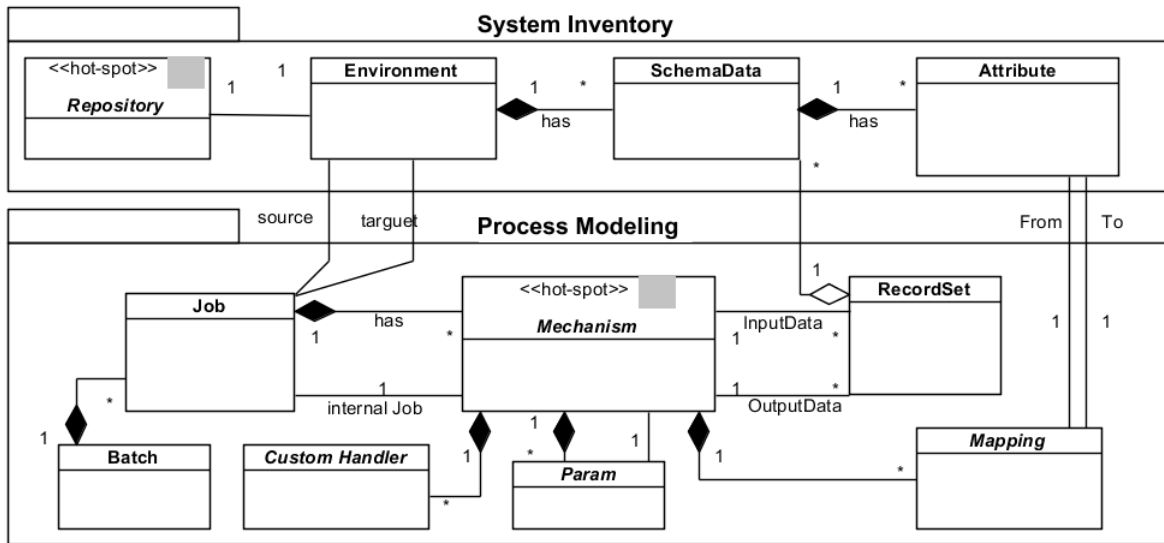 System Inventory
<<hot-spot>>
Repository
1
1
Environment
1
*
has
SchemaData
1
*
has
Attribute
*
source
targuet
Process Modeling
From
To
1
1
Job
1
has
*
<<hot-spot>>
Mechanism
1
RecordSet
InputData
1
*
1
internal Job
1
*
OutputData
*
1
Batch
Custom Handler
1
*
1
*
1
Param
1
*
Mapping